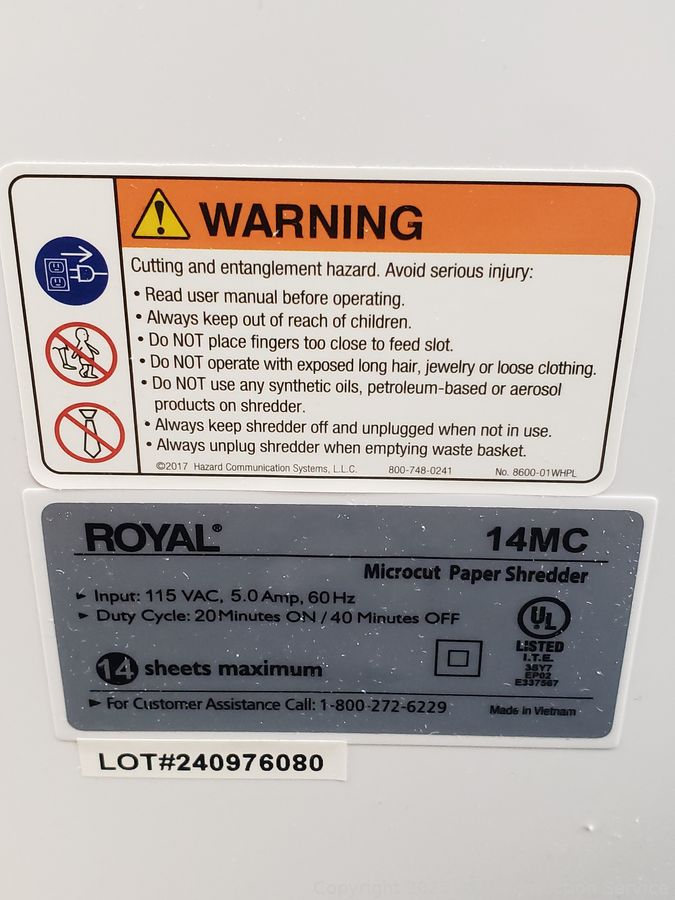 WARNING
Cutting and entanglement hazard. Avoid serious injury:
• Read user manual before operating.
• Always keep out of reach of children.
• Do NOT place fingers too close to feed slot.
• Do NOT operate with exposed long hair, jewelry or loose clothing.
• Do NOT use any synthetic oils, petroleum-based or aerosol
products on shredder.
• Always keep shredder off and unplugged when not in use.
• Always unplug shredder when emptying waste basket.
©2017 Hazard Communication Systems, L.L.C. 800-748-0241 No. 8600-01WHPL
ROYAL® 14MC
Microcut Paper Shredder
► Input: 115 VAC, 5.0 Amp, 60 Hz
► Duty Cycle: 20 Minutes ON / 40 Minutes OFF
UL
LISTED
I.T.E.
35Y7
EP02
E337567
14 sheets maximum
► For Customer Assistance Call: 1-800-272-6229
Made in Vietnam
LOT#240976080
Copyright